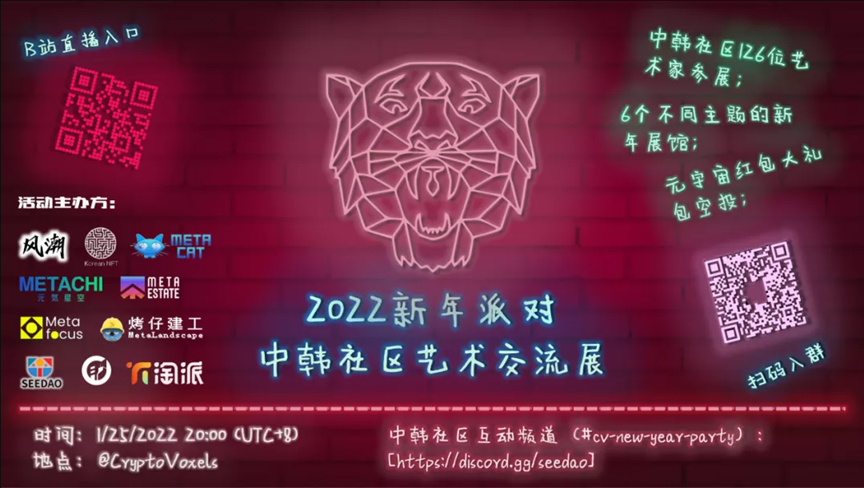 B站直播入口
中韩社区126位艺
术家参展；
6个不同主题的新
年展馆；
元宇宙红包大礼
包空投；
活动主办方：
风潮
Korean NFT
META
CAT
METACHI
元気星空
META
ESTATE
Meta
focus
烤仔建工
MetaLandscape
SEEDAO
淘派
2022新年派对
中韩社区艺术交流展
扫码入群
时间：1/25/2022 20:00 (UTC+8)
地点：@CryptoVoxels
中韩社区互动频道（#cv-new-year-party）：
[https://discord.gg/seedao]